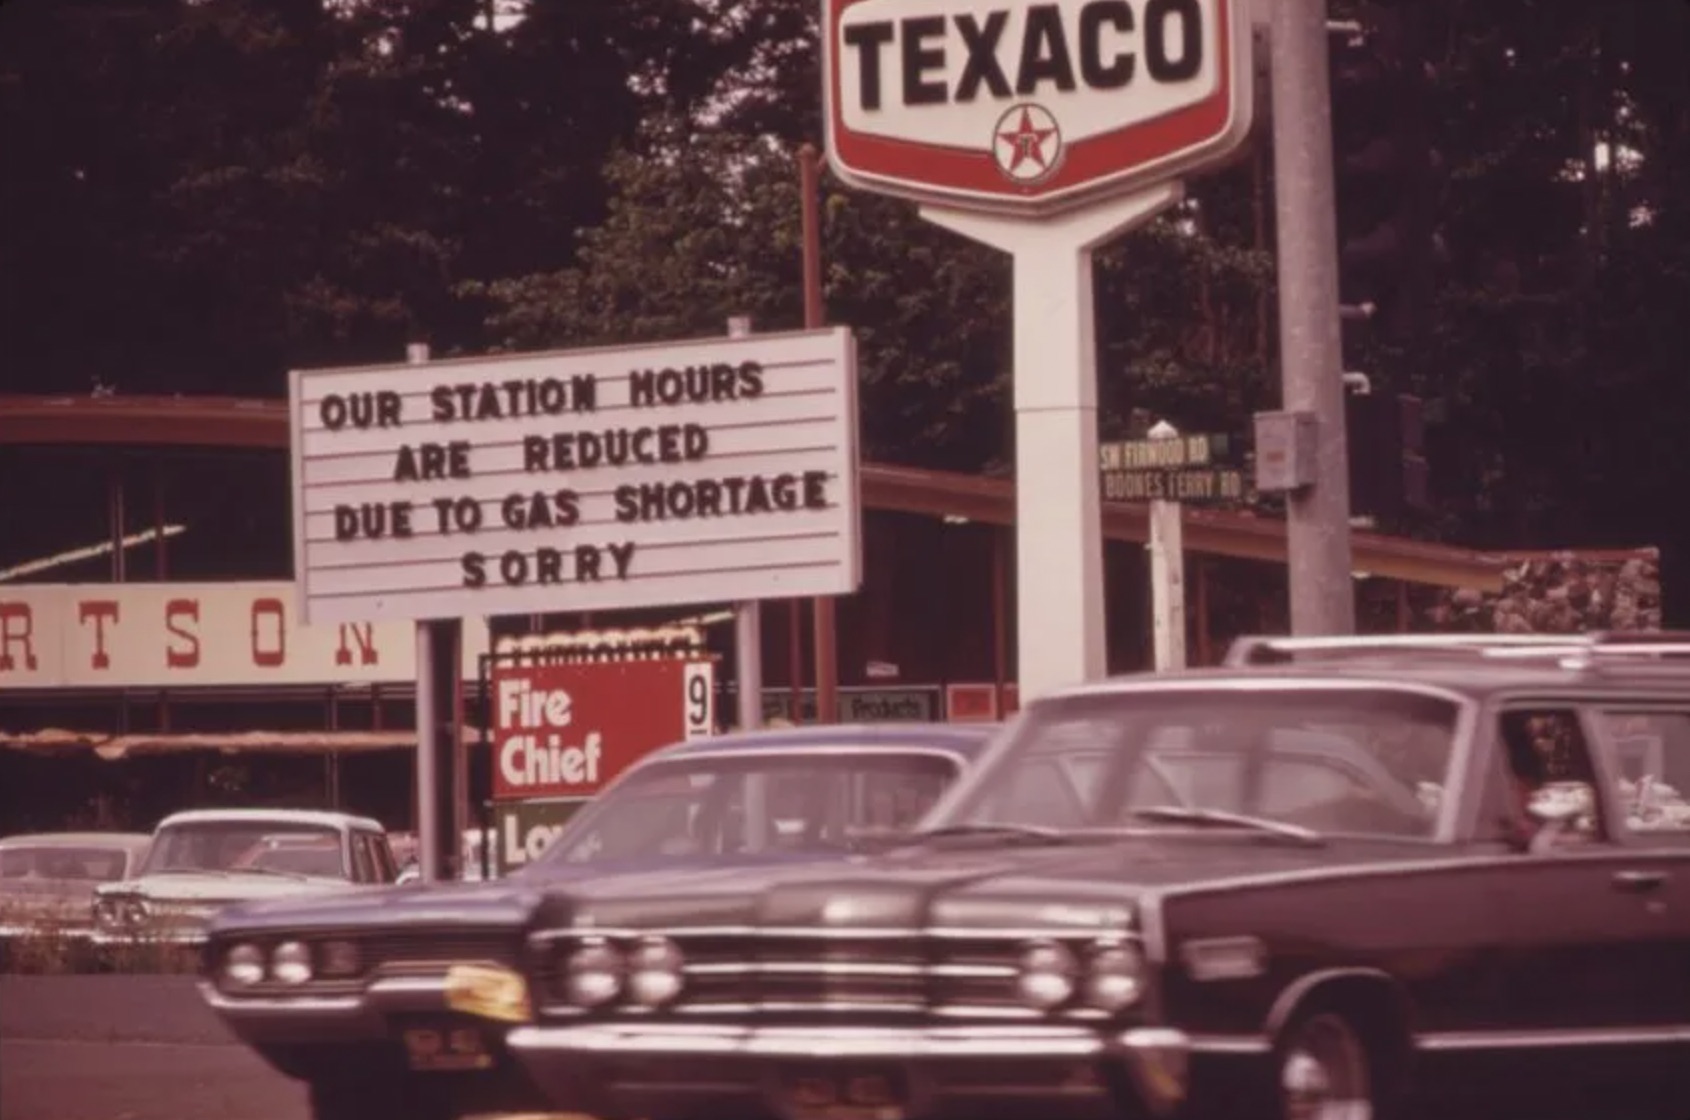 TEXACO
T
OUR STATION HOURS
ARE REDUCED
DUE TO GAS SHORTAGE
SORRY
SW FIRWOOD RD
BOONES FERRY RD
RTSON
Fire
Chief
9
Products